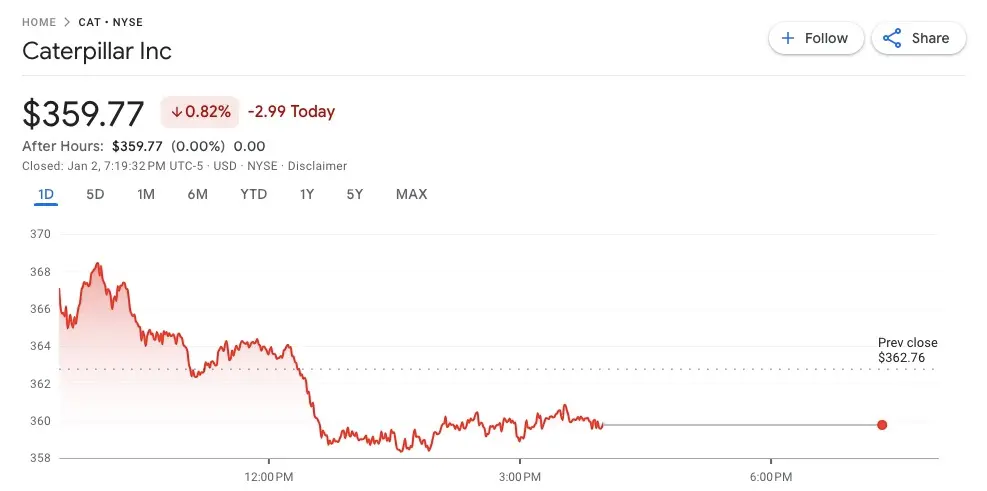 HOME > CAT • NYSE
Caterpillar Inc
+ Follow
Share
$359.77 ↓0.82% -2.99 Today
After Hours: $359.77 (0.00%) 0.00
Closed: Jan 2, 7:19:32 PM UTC-5 · USD · NYSE · Disclaimer
1D 5D 1M 6M YTD 1Y 5Y MAX
370
368
366
364
362
360
358
Prev close
$362.76
12:00 PM 3:00 PM 6:00 PM